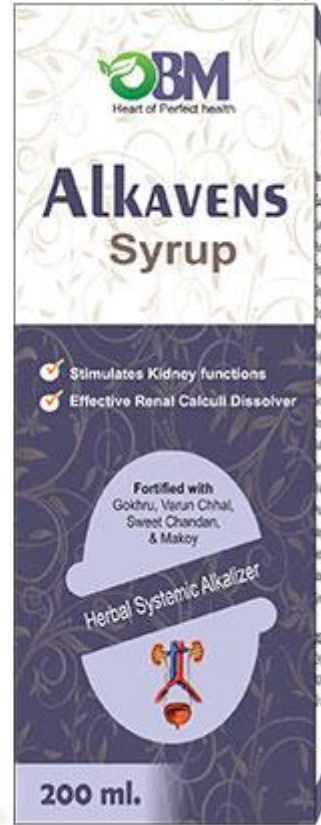 OBM
Heart of Perfect health
ALKAVENS
Syrup
Stimulates Kidney functions
Effective Renal Calculi Dissolver
Fortified with
Gokhru, Varun Chhal,
Sweet Chandan,
& Makoy
Herbal Systemic Alkalizer
200 ml.